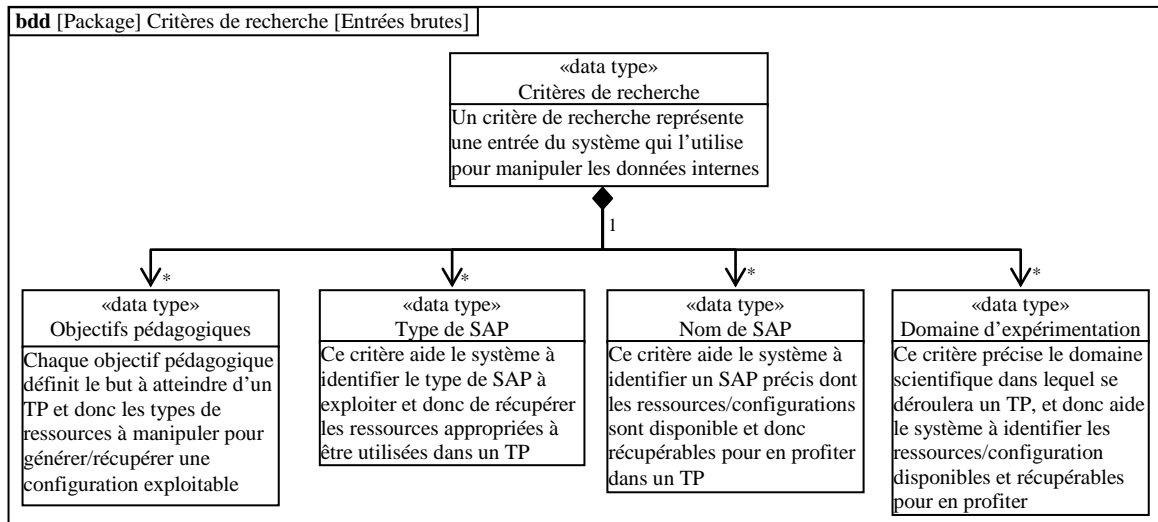 bdd [Package] Critères de recherche [Entrées brutes]
«data type»
Critères de recherche
Un critère de recherche représente
une entrée du système qui l’utilise
pour manipuler les données internes
1
*
*
*
*
«data type»
Objectifs pédagogiques
Chaque objectif pédagogique
définit le but à atteindre d’un
TP et donc les types de
ressources à manipuler pour
générer/récupérer une
configuration exploitable
«data type»
Type de SAP
Ce critère aide le système à
identifier le type de SAP à
exploiter et donc de récupérer
les ressources appropriées à
être utilisées dans un TP
«data type»
Nom de SAP
Ce critère aide le système à
identifier un SAP précis dont
les ressources/configurations
sont disponible et donc
récupérables pour en profiter
dans un TP
«data type»
Domaine d’expérimentation
Ce critère précise le domaine
scientifique dans lequel se
déroulera un TP, et donc aide
le système à identifier les
ressources/configuration
disponibles et récupérables
pour en profiter